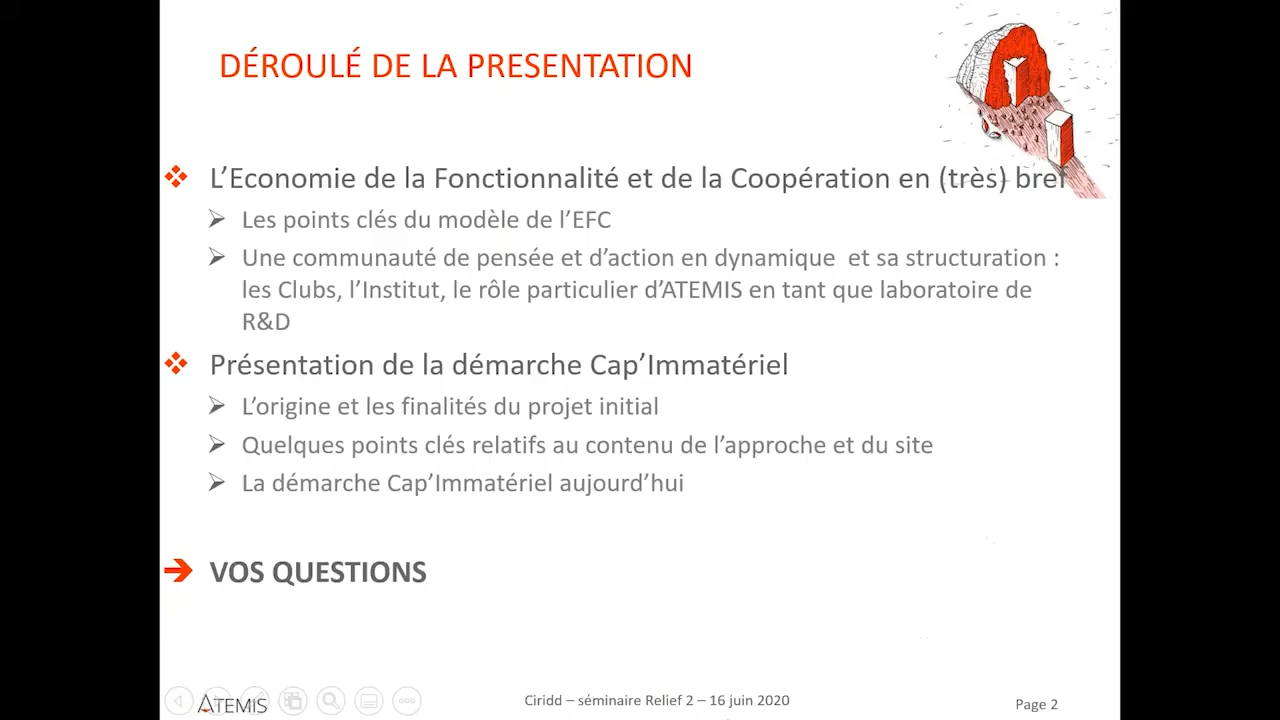 DÉROULÉ DE LA PRESENTATION
L’Economie de la Fonctionnalité et de la Coopération en (très) bref
Les points clés du modèle de l’EFC
Une communauté de pensée et d’action en dynamique et sa structuration :
les Clubs, l’Institut, le rôle particulier d’ATEMIS en tant que laboratoire de
R&D
Présentation de la démarche Cap’Immatériel
L’origine et les finalités du projet initial
Quelques points clés relatifs au contenu de l’approche et du site
La démarche Cap’Immatériel aujourd’hui
VOS QUESTIONS
ATEMIS
Ciridd – séminaire Relief 2 – 16 juin 2020
Page 2